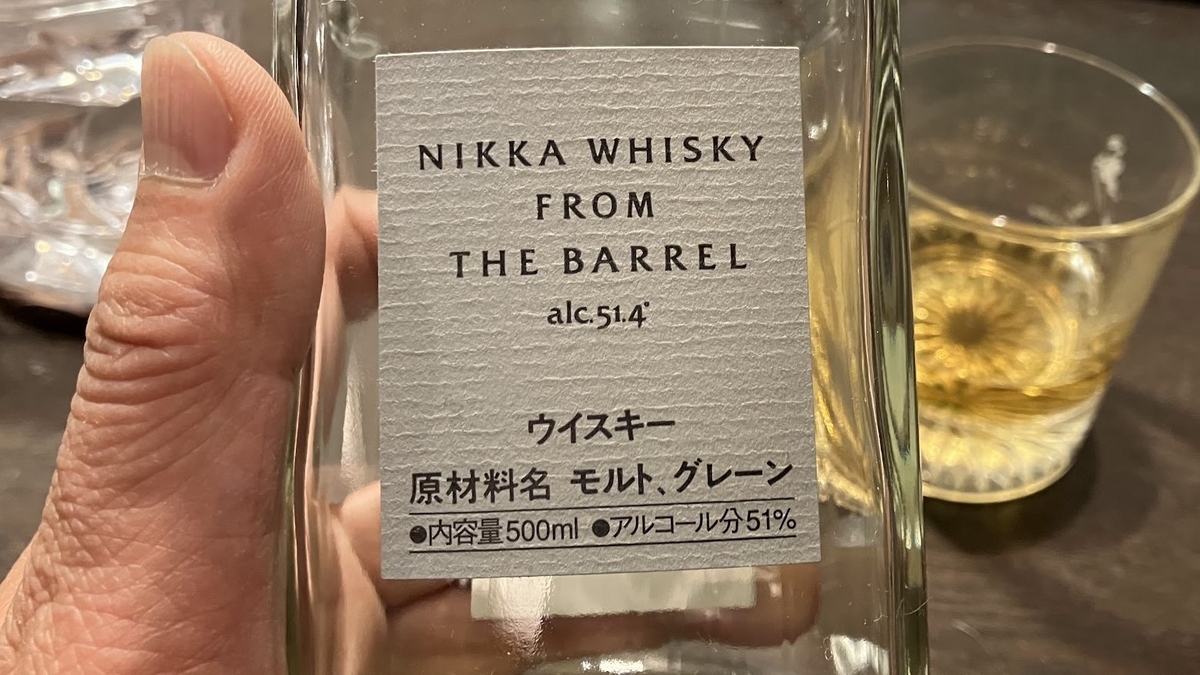 NIKKA WHISKY
FROM
THE BARREL
alc.51.4°
ウイスキー
原材料名 モルト、グレーン
●内容量500ml ●アルコール分51%